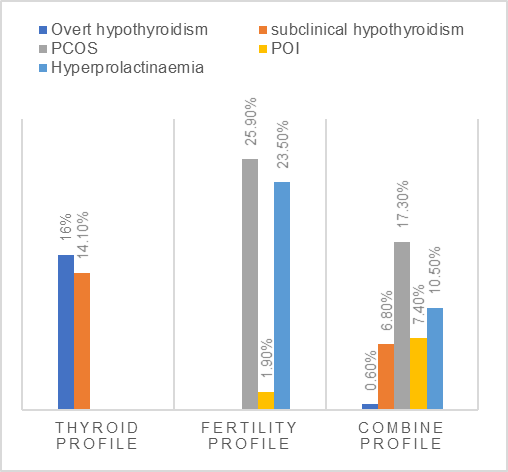 Overt hypothyroidism
subclinical hypothyroidism
PCOS
POI
Hyperprolactinaemia
16%
14.10%
25.90%
1.90%
23.50%
0.60%
6.80%
17.30%
7.40%
10.50%
THYROID
PROFILE
FERTILITY
PROFILE
COMBINE
PROFILE